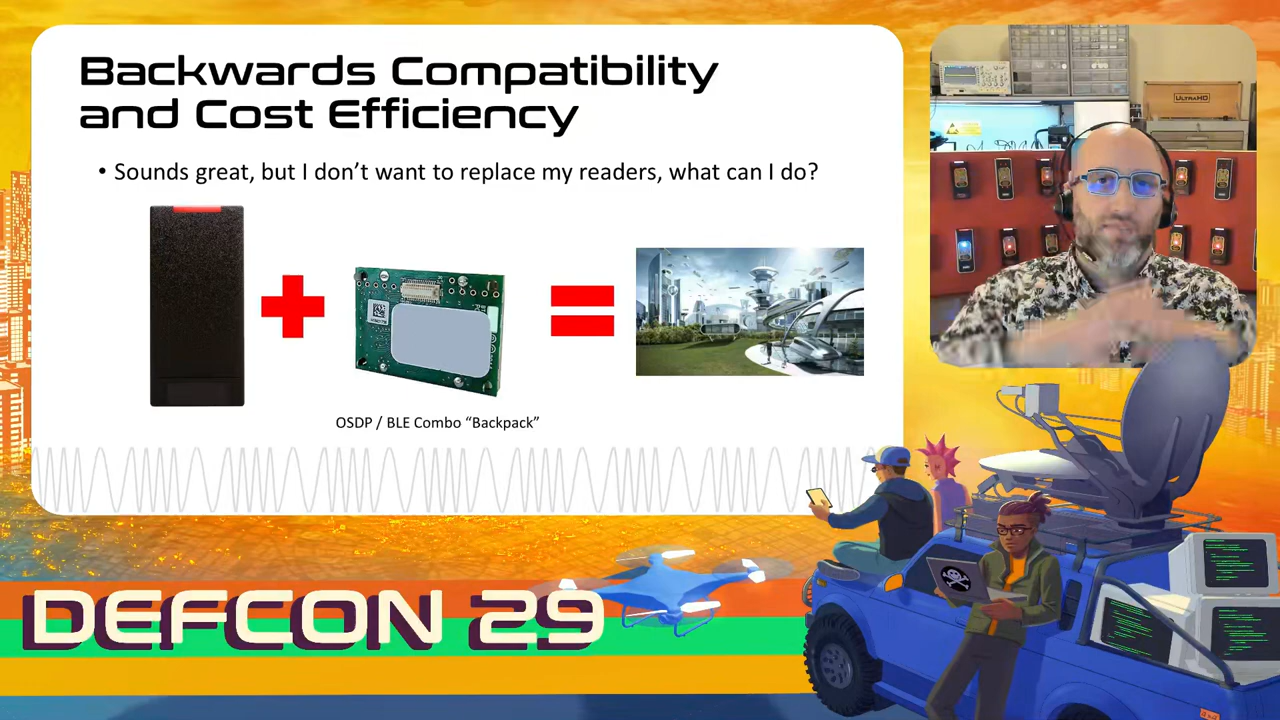 Backwards Compatibility
and Cost Efficiency
• Sounds great, but I don’t want to replace my readers, what can I do?
OSDP / BLE Combo “Backpack”
ULTRAHD
DEFCON 29